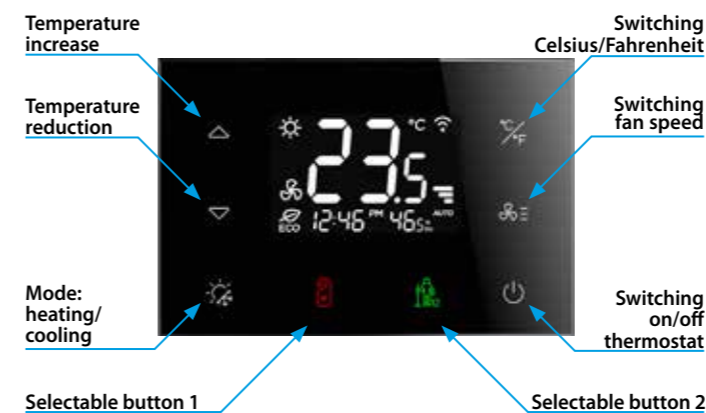 Temperature
increase
Switching
Celsius/Fahrenheit
Temperature
reduction
Switching
fan speed
°C
23.5
°C/°F
ECO
12:46 PM
AUTO
Mode:
heating/
cooling
Switching
on/off
thermostat
Selectable button 1
Selectable button 2